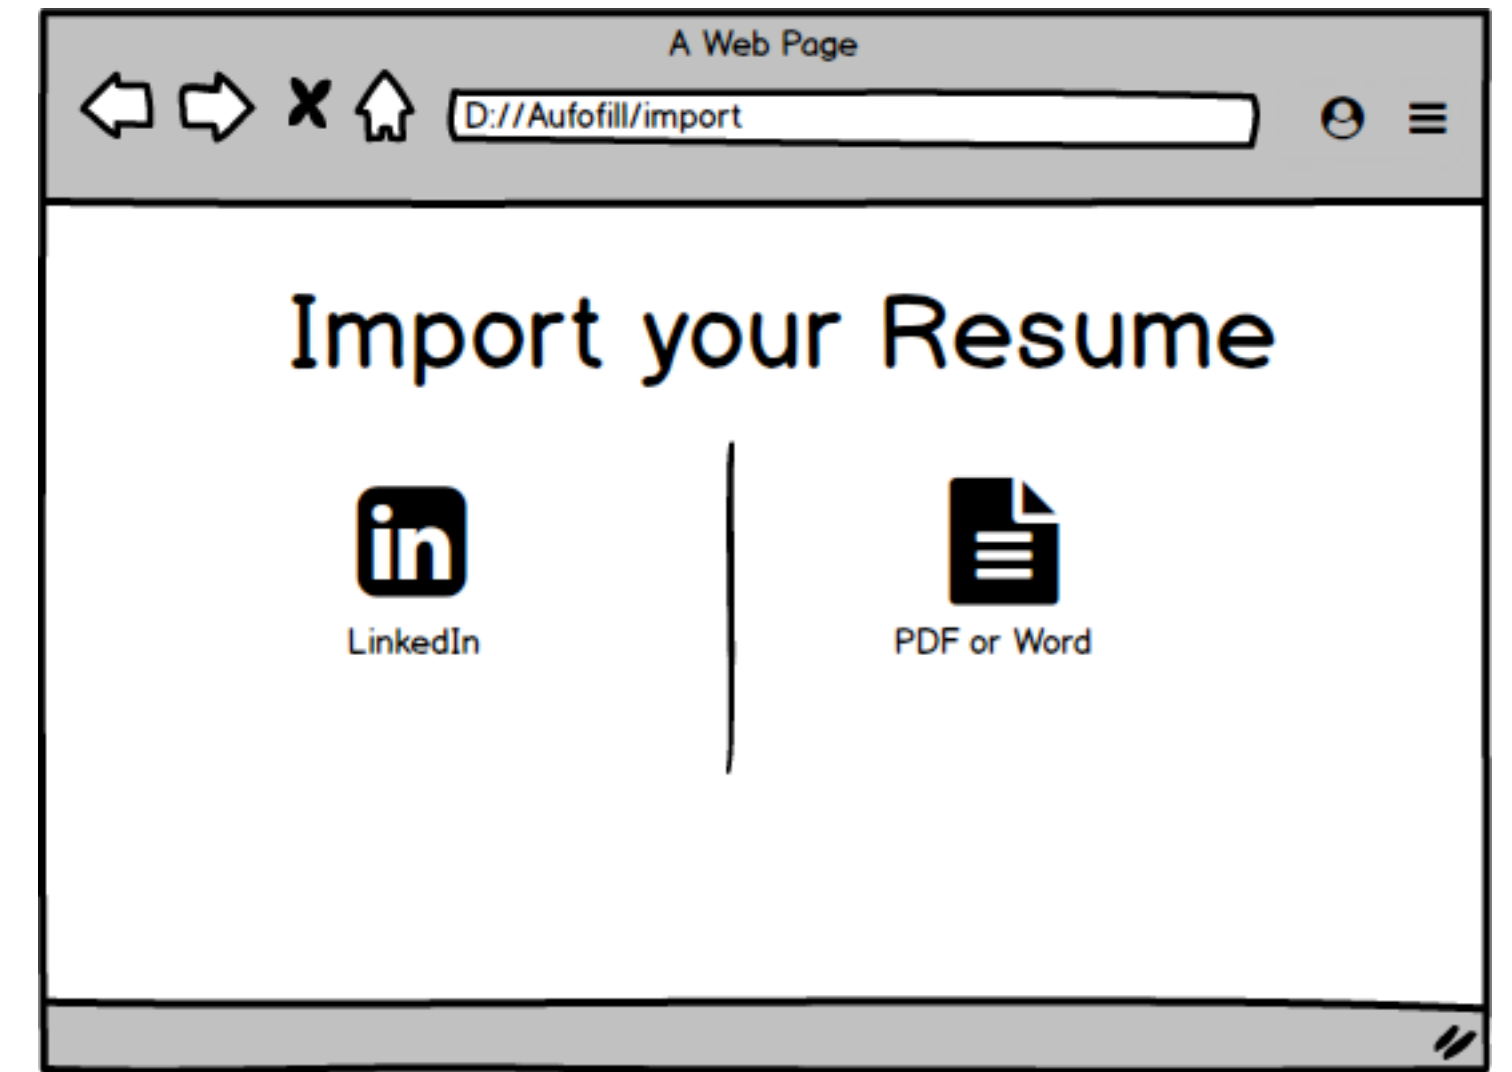 A Web Page
D://Aufofill/import
Import your Resume
in
LinkedIn
PDF or Word